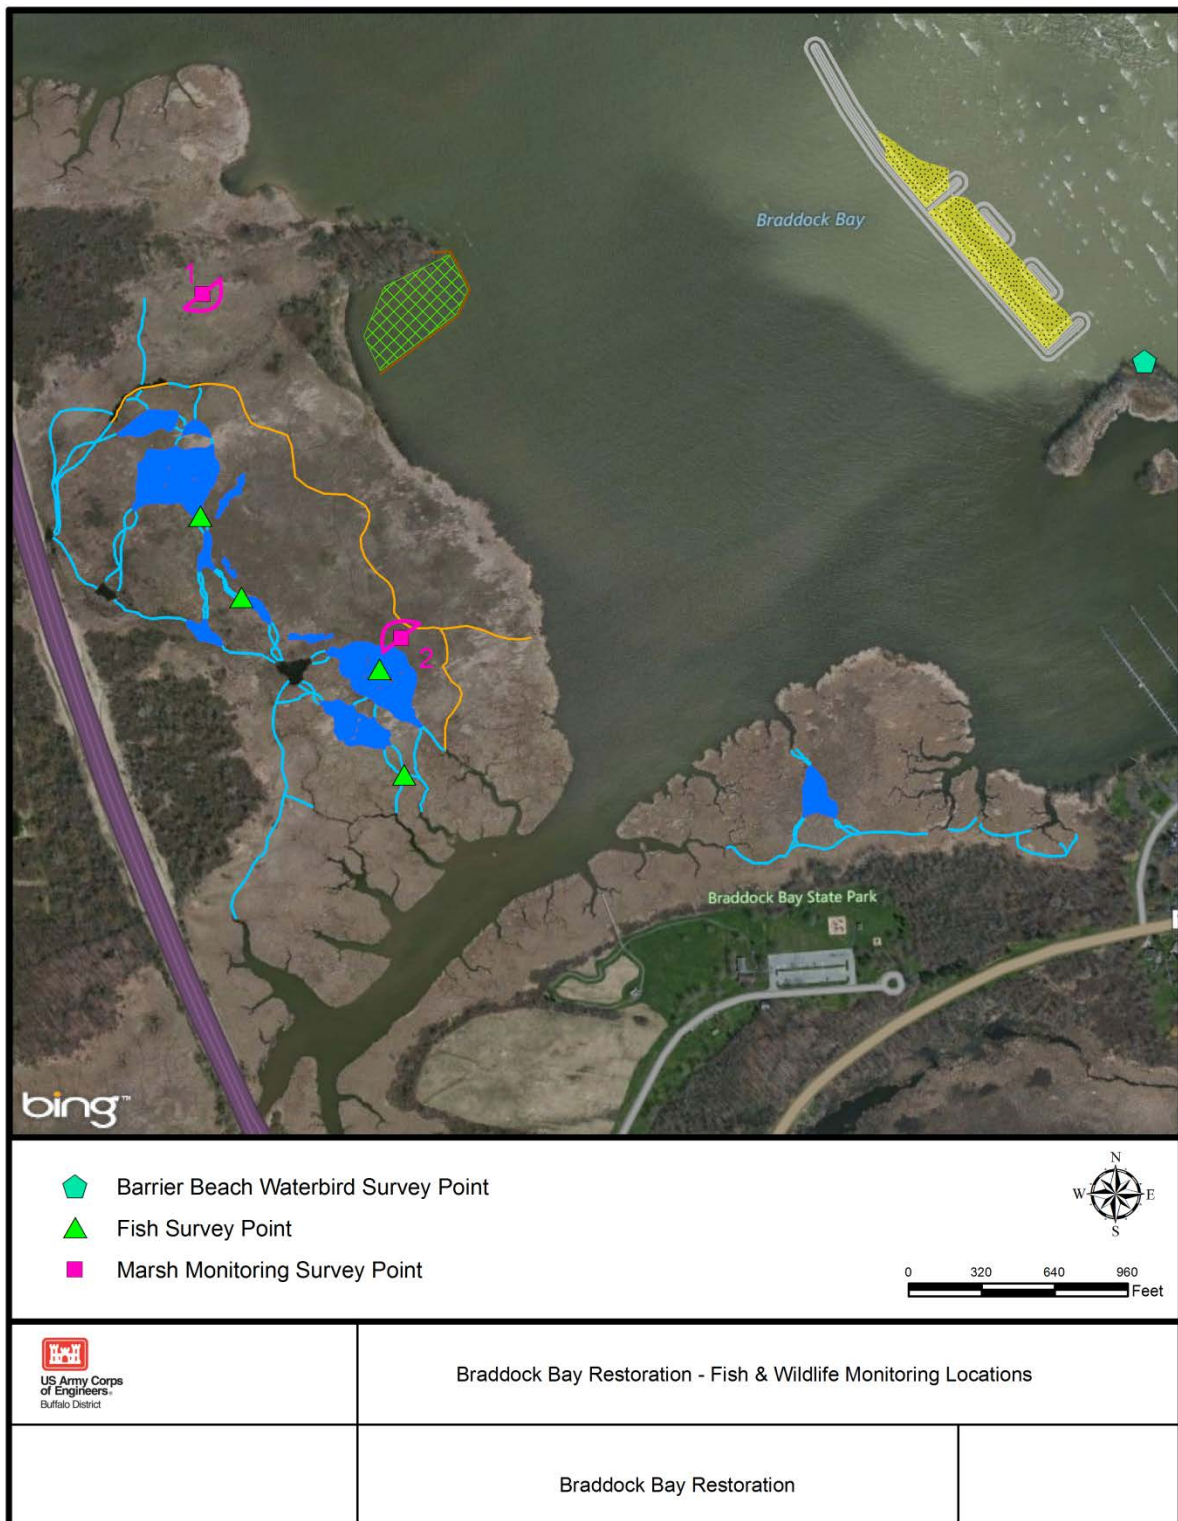 Braddock Bay
1
2
Braddock Bay State Park
bing™
Barrier Beach Waterbird Survey Point
Fish Survey Point
Marsh Monitoring Survey Point
N
W E
S
0 320 640 960
Feet
US Army Corps
of Engineers®
Buffalo District
Braddock Bay Restoration - Fish & Wildlife Monitoring Locations
Braddock Bay Restoration